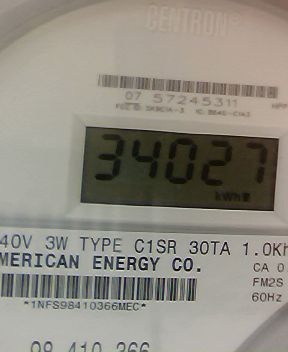 CENTRON®
07 57245311
34027
kWh
40V 3W TYPE C1SR 30TA 1.0Kh
MERICAN ENERGY CO.
CA 0.
FM2S
60Hz
*1NFS98410366MEC*
98 410 366